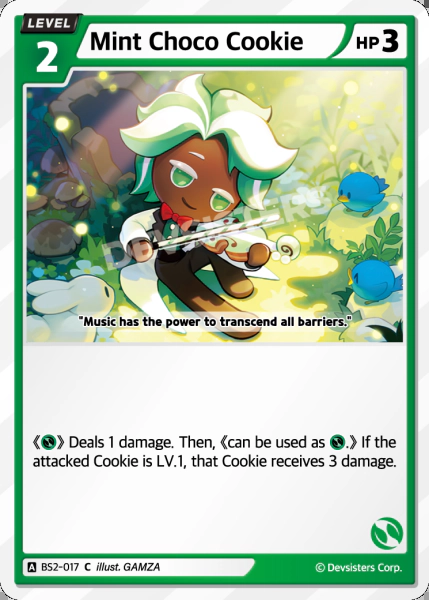 LEVEL
2
Mint Choco Cookie
HP 3
DEVSISTERS
"Music has the power to transcend all barriers."
《 》 Deals 1 damage. Then, 《can be used as .》 If the
attacked Cookie is LV.1, that Cookie receives 3 damage.
A BS2-017 C illust. GAMZA
© Devsisters Corp.